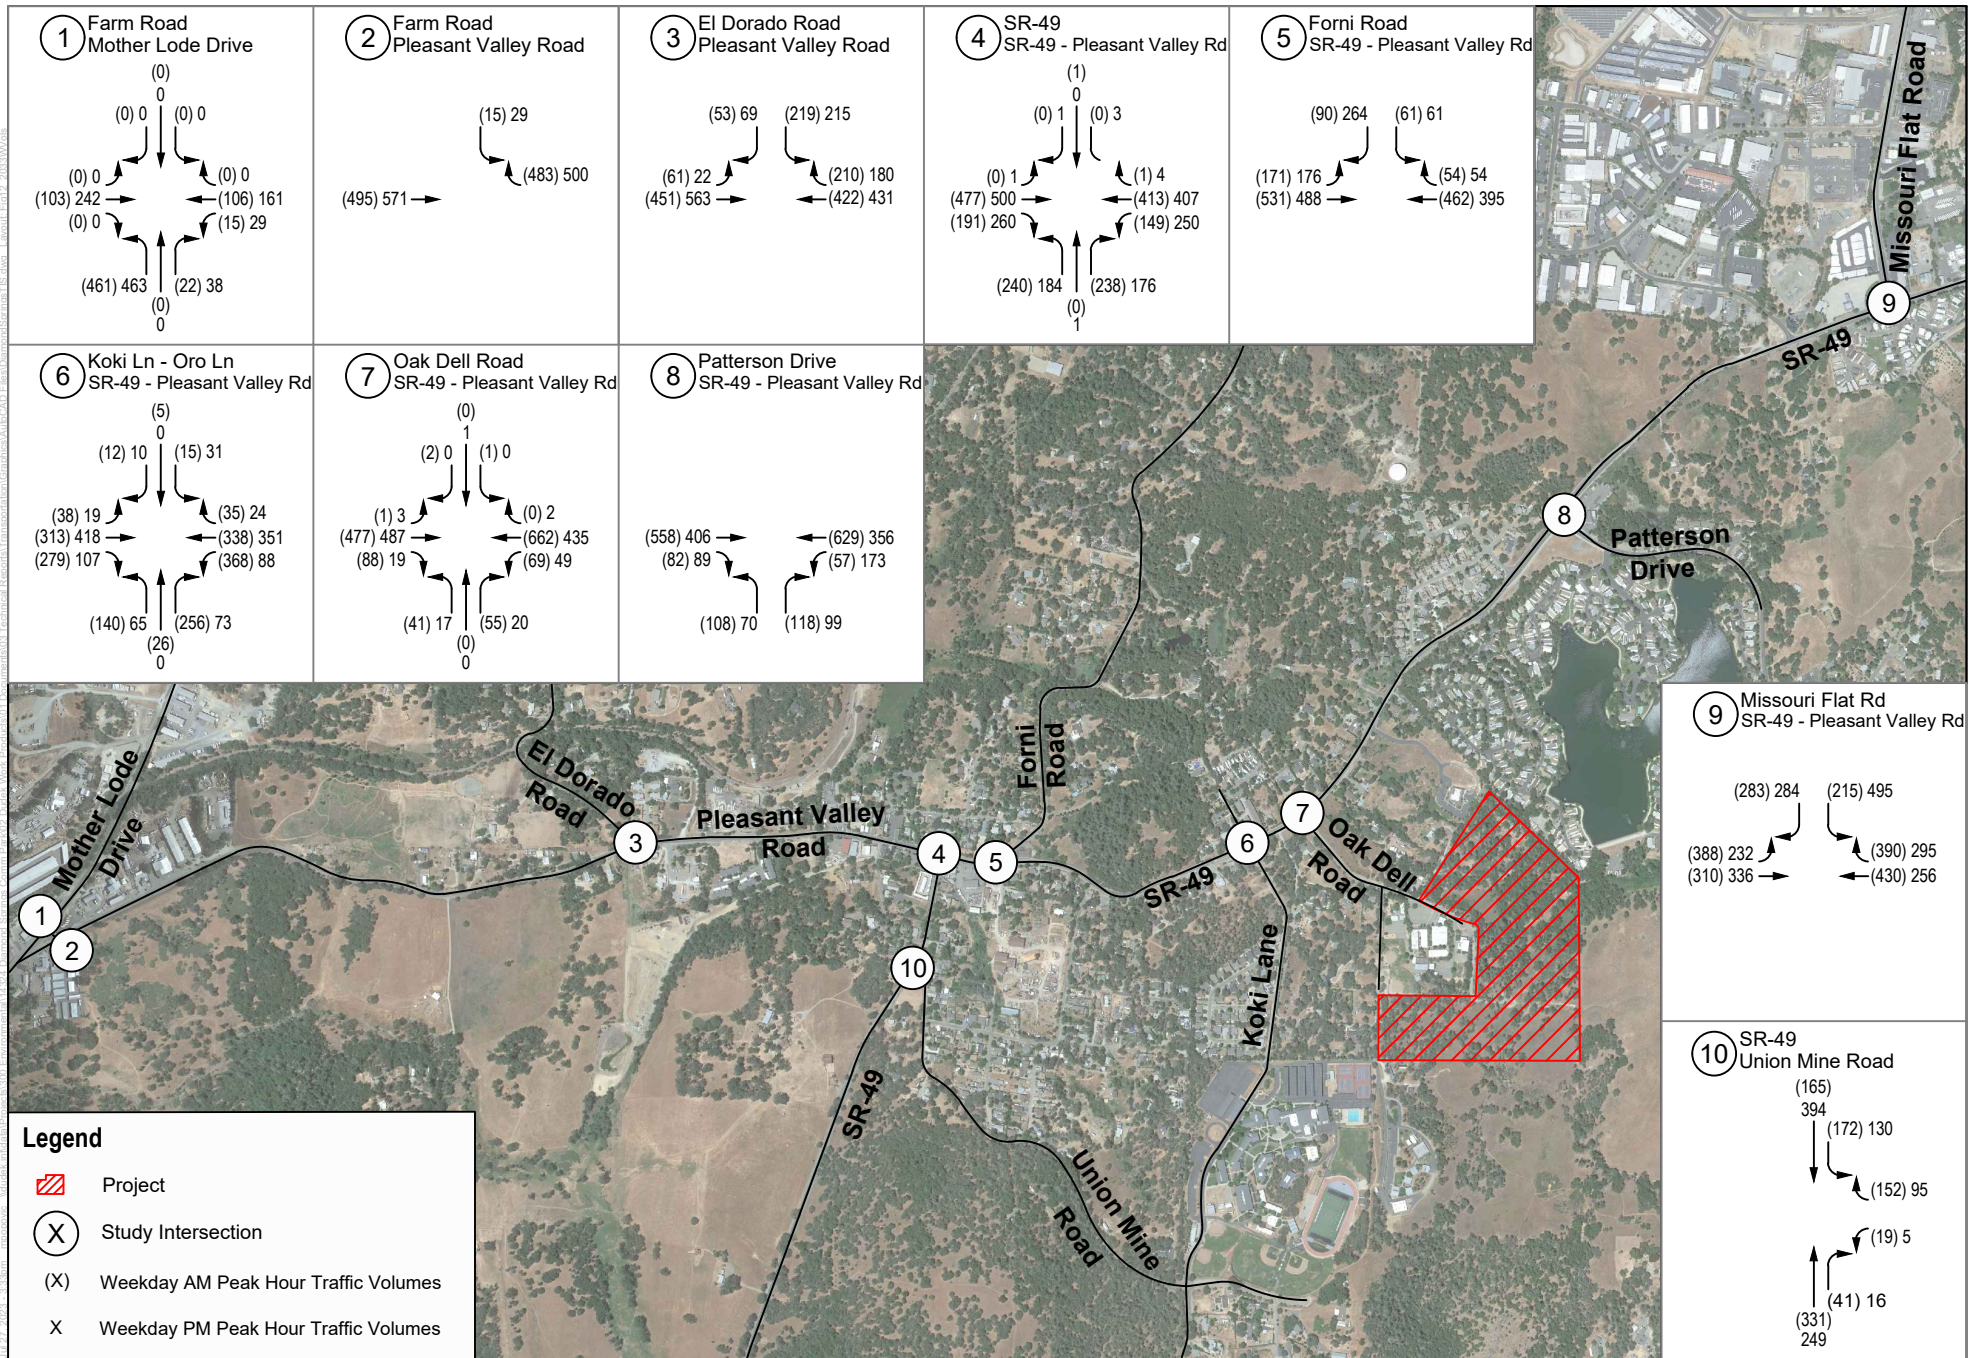 1
Farm Road
Mother Lode Drive
(0)
0
(0) 0
(0) 0
(0) 0
(0) 0
(103) 242
(106) 161
(0) 0
(15) 29
(461) 463
(22) 38
(0)
0
2
Farm Road
Pleasant Valley Road
(15) 29
(483) 500
(495) 571
3
El Dorado Road
Pleasant Valley Road
(53) 69
(219) 215
(61) 22
(210) 180
(451) 563
(422) 431
4
SR-49
SR-49 - Pleasant Valley Rd
(1)
0
(0) 1
(0) 3
(0) 1
(1) 4
(477) 500
(413) 407
(191) 260
(149) 250
(240) 184
(238) 176
(0)
1
5
Forni Road
SR-49 - Pleasant Valley Rd
(90) 264
(61) 61
(171) 176
(54) 54
(531) 488
(462) 395
6
Koki Ln - Oro Ln
SR-49 - Pleasant Valley Rd
(5)
0
(12) 10
(15) 31
(38) 19
(35) 24
(313) 418
(338) 351
(279) 107
(368) 88
(140) 65
(256) 73
(26)
0
7
Oak Dell Road
SR-49 - Pleasant Valley Rd
(0)
1
(2) 0
(1) 0
(1) 3
(0) 2
(477) 487
(662) 435
(88) 19
(69) 49
(41) 17
(55) 20
(0)
0
8
Patterson Drive
SR-49 - Pleasant Valley Rd
(558) 406
(629) 356
(82) 89
(57) 173
(108) 70
(118) 99
9
Missouri Flat Rd
SR-49 - Pleasant Valley Rd
(283) 284
(215) 495
(388) 232
(390) 295
(310) 336
(430) 256
10
SR-49
Union Mine Road
(165)
394
(172) 130
(152) 95
(19) 5
(41) 16
(331)
249
Missouri Flat Road
9
SR-49
8
Patterson
Drive
Forni
Road
El Dorado
Road
Mother Lode
Drive
3
Pleasant Valley
Road
4
5
6
7
Oak Dell
Road
SR-49
1
2
10
Koki Lane
SR-49
Union Mine
Road
Legend
Project
X
Study Intersection
(X)
Weekday AM Peak Hour Traffic Volumes
X
Weekday PM Peak Hour Traffic Volumes